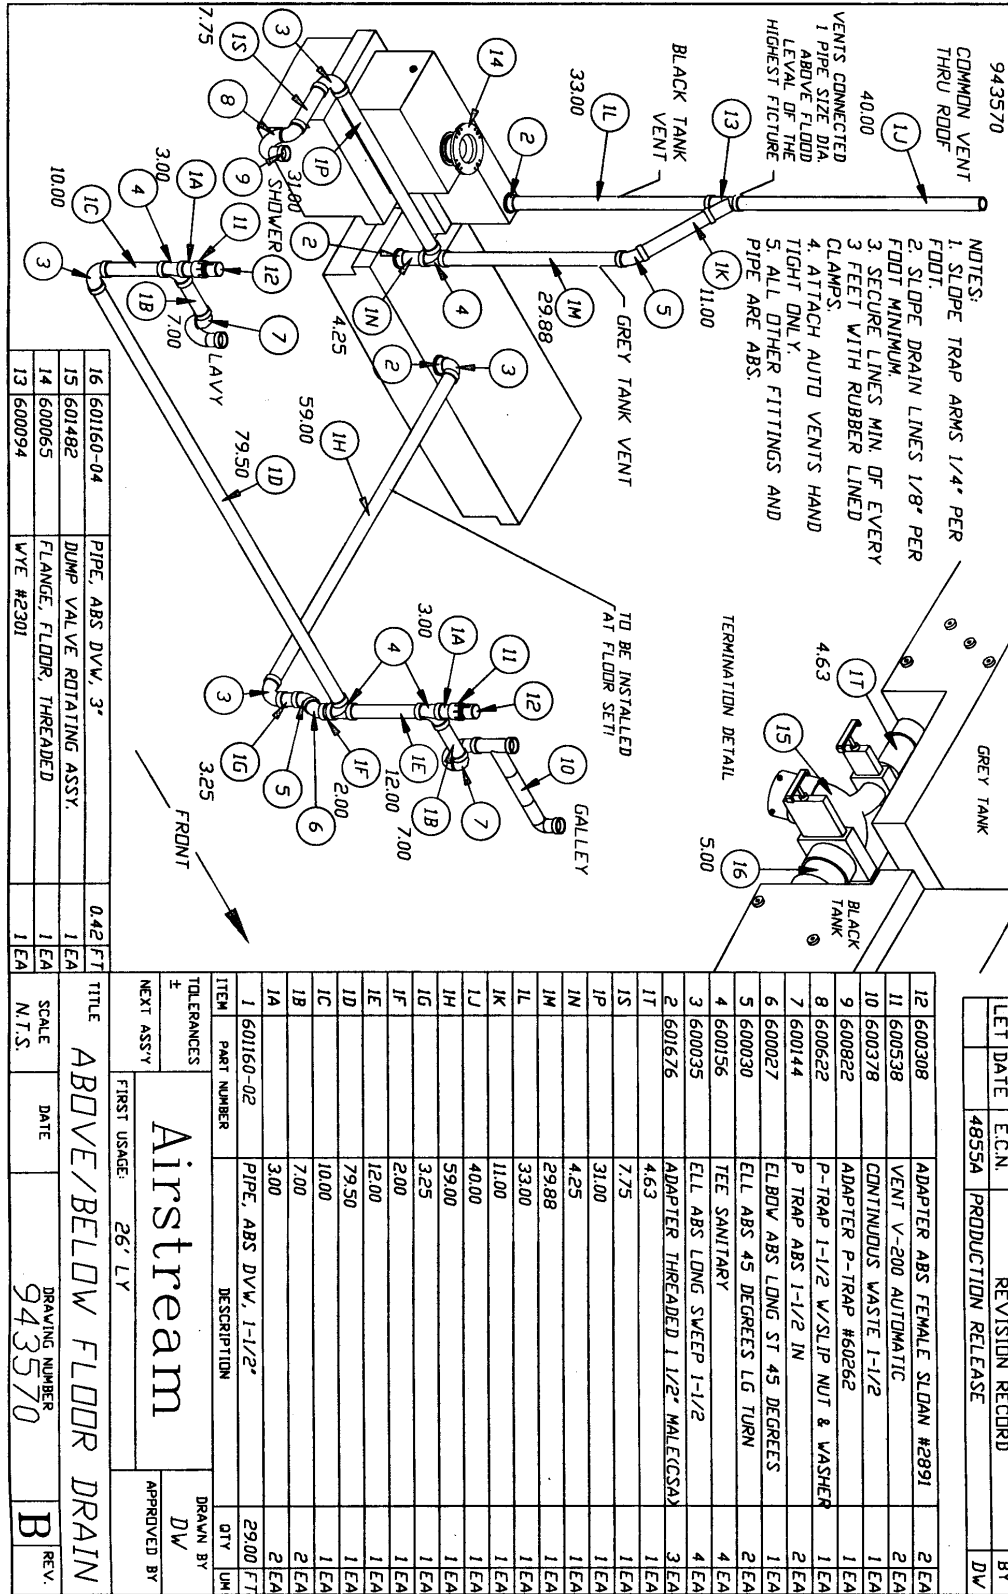 943570
COMMON VENT
THRU ROOF
40.00
1J
VENTS CONNECTED
1 PIPE SIZE DIA.
ABOVE FLOOD
LEVAL OF THE
HIGHEST FICTURE
13
1K
11.00
BLACK TANK
VENT
1L
33.00
2
5
1M
29.88
GREY TANK VENT
14
3
1S
7.75
8
9
SHOWER
1P
31.00
2
1N
4.25
4
2
3
NOTES:
1. SLOPE TRAP ARMS 1/4" PER
FOOT.
2. SLOPE DRAIN LINES 1/8" PER
FOOT MINIMUM.
3. SECURE LINES MIN. OF EVERY
3 FEET WITH RUBBER LINED
CLAMPS.
4. ATTACH AUTO VENTS HAND
TIGHT ONLY.
5. ALL OTHER FITTINGS AND
PIPE ARE ABS.
1H
59.00
1D
79.50
TO BE INSTALLED
AT FLOOR SET!
12
11
1A
3.00
4
1C
10.00
3
1B
7.00
7
LAVY
12
11
1A
3.00
4
1E
12.00
1B
7.00
7
10
GALLEY
1F
2.00
6
5
1G
3.25
3
FRONT
TERMINATION DETAIL
1T
4.63
15
16
5.00
GREY TANK
BLACK
TANK
16 601160-04 PIPE, ABS DVW, 3" 0.42 FT
15 601482 DUMP VALVE ROTATING ASSY. 1 EA
14 600065 FLANGE, FLOOR, THREADED 1 EA
13 600094 WYE #2301 1 EA
LET DATE E.C.N. REVISION RECORD BY
4855A PRODUCTION RELEASE DW
12 600308 ADAPTER ABS FEMALE SLOAN #2891 2 EA
11 600538 VENT V-200 AUTOMATIC 2 EA
10 600378 CONTINUOUS WASTE 1-1/2 1 EA
9 600822 ADAPTER P-TRAP #60262 1 EA
8 600622 P-TRAP 1-1/2 W/SLIP NUT & WASHER 1 EA
7 600144 P TRAP ABS 1-1/2 IN 2 EA
6 600027 ELBOW ABS LONG ST 45 DEGREES 1 EA
5 600030 ELL ABS 45 DEGREES LG TURN 2 EA
4 600156 TEE SANITARY 4 EA
3 600035 ELL ABS LONG SWEEP 1-1/2 4 EA
2 601676 ADAPTER THREADED 1 1/2" MALE(CSA) 3 EA
1T 4.63 1 EA
1S 7.75 1 EA
1P 31.00 1 EA
1N 4.25 1 EA
1M 29.88 1 EA
1L 33.00 1 EA
1K 11.00 1 EA
1J 40.00 1 EA
1H 59.00 1 EA
1G 3.25 1 EA
1F 2.00 1 EA
1E 12.00 1 EA
1D 79.50 1 EA
1C 10.00 1 EA
1B 7.00 2 EA
1A 3.00 2 EA
1 601160-02 PIPE, ABS DVW, 1-1/2" 29.00 FT
ITEM PART NUMBER DESCRIPTION QTY UM
TOLERANCES
±
Airstream
DRAWN BY
DW
NEXT ASS'Y
FIRST USAGE: 26' LY
APPROVED BY
TITLE ABOVE/BELOW FLOOR DRAIN
SCALE
N.T.S.
DATE
DRAWING NUMBER
943570
B
REV.